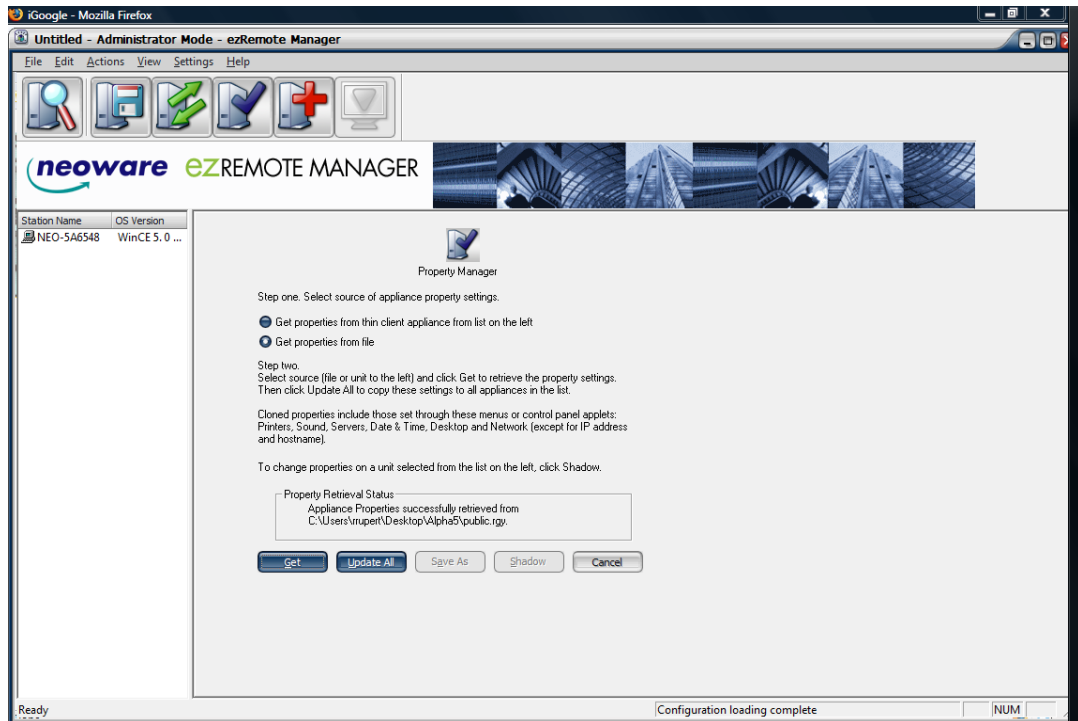 iGoogle - Mozilla Firefox
Untitled - Administrator Mode - ezRemote Manager
File Edit Actions View Settings Help
neoware ezREMOTE MANAGER
Station Name OS Version
NEO-5A6548 WinCE 5. 0 ...
Property Manager
Step one. Select source of appliance property settings.
Get properties from thin client appliance from list on the left
Get properties from file
Step two.
Select source (file or unit to the left) and click Get to retrieve the property settings.
Then click Update All to copy these settings to all appliances in the list.
Cloned properties include those set through these menus or control panel applets:
Printers, Sound, Servers, Date & Time, Desktop and Network (except for IP address
and hostname).
To change properties on a unit selected from the list on the left, click Shadow.
Property Retrieval Status
Appliance Properties successfully retrieved from
C:\Users\rrupert\Desktop\Alpha5\public.rgy.
Get Update All Save As Shadow Cancel
Ready Configuration loading complete NUM